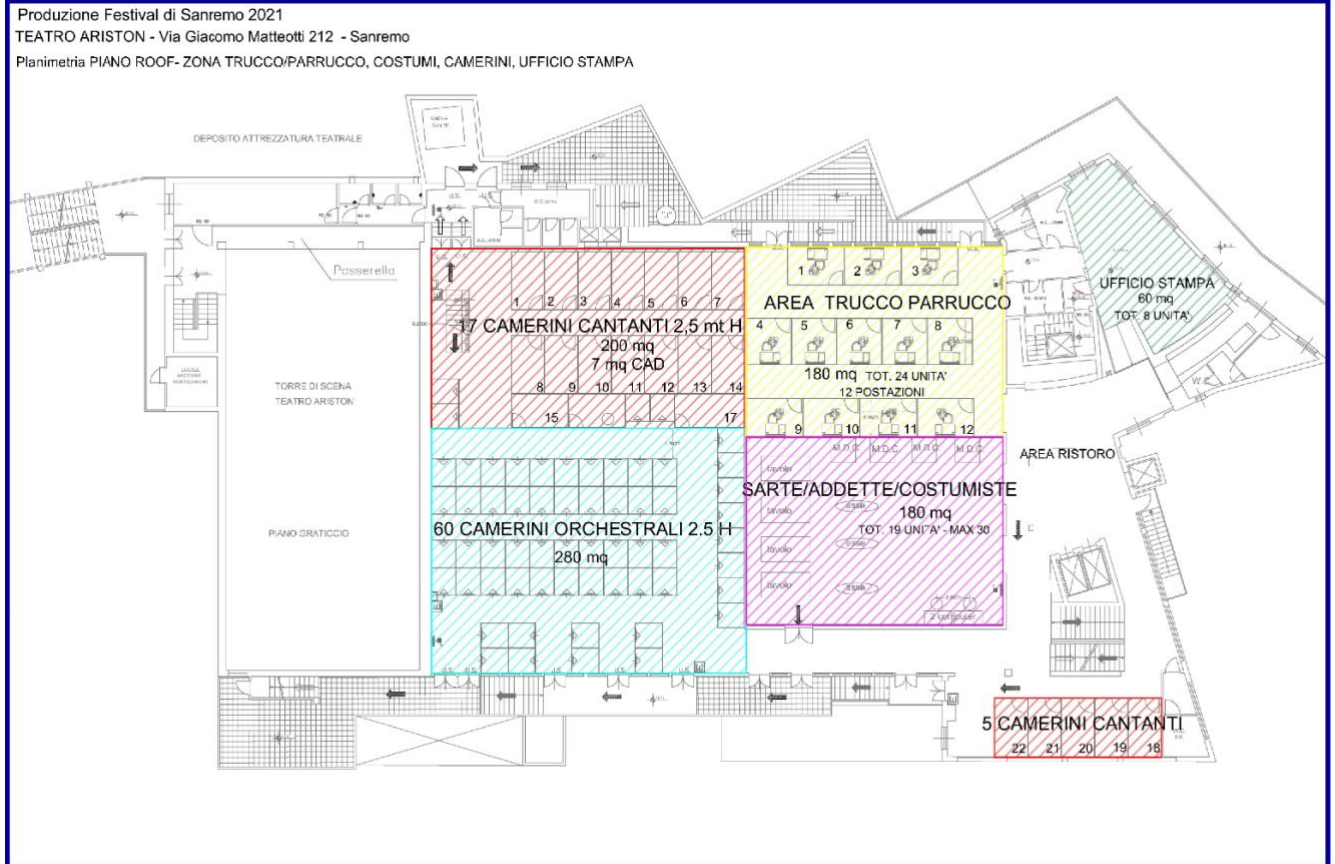 Produzione Festival di Sanremo 2021
TEATRO ARISTON - Via Giacomo Matteotti 212 - Sanremo
Planimetria PIANO ROOF- ZONA TRUCCO/PARRUCCO, COSTUMI, CAMERINI, UFFICIO STAMPA
DEPOSITO ATTREZZATURA TEATRALE
Passerella
TORRE DI SCENA
TEATRO ARISTON
PIANO GRATICCIO
1 2 3 4 5 6 7
17 CAMERINI CANTANTI 2,5 mt H
200 mq
7 mq CAD
8 9 10 11 12 13 14
15 17
60 CAMERINI ORCHESTRALI 2.5 H
280 mq
1 2 3
AREA TRUCCO PARRUCCO
4 5 6 7 8
180 mq TOT. 24 UNITA'
12 POSTAZIONI
9 10 11 12
M.D.C. M.D.C. M.D.C. M.D.C.
tavolo
SARTE/ADDETTE/COSTUMISTE
180 mq
TOT. 19 UNITA' - MAX 30
tavolo
tavolo
tavolo
2 computer
UFFICIO STAMPA
60 mq
TOT. 8 UNITA'
W.C.
AREA RISTORO
5 CAMERINI CANTANTI
22 21 20 19 18